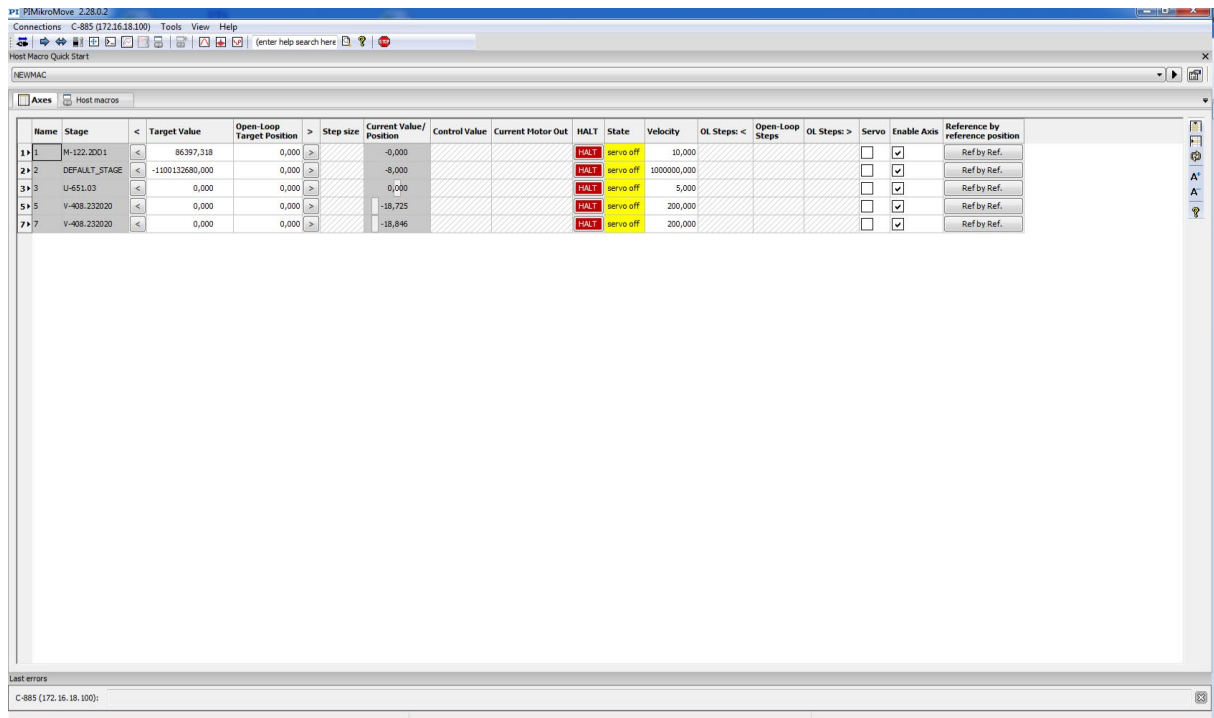 PI PIMikroMove 2.28.0.2
Connections C-885 (172.16.18.100) Tools View Help
(enter help search here STOP
Host Macro Quick Start
NEWMAC
Axes Host macros
Name Stage < Target Value Open-Loop Target Position > Step size Current Value/ Position Control Value Current Motor Out HALT State Velocity OL Steps: < Open-Loop Steps OL Steps: > Servo Enable Axis Reference by reference position
1 1 M-122.2DD1 < 86397,318 0,000 > -0,000 HALT servo off 10,000 Ref by Ref.
2 2 DEFAULT_STAGE < -1100132680,000 0,000 > -8,000 HALT servo off 1000000,000 Ref by Ref.
3 3 U-651.03 < 0,000 0,000 > 0,000 HALT servo off 5,000 Ref by Ref.
5 5 V-408.232020 < 0,000 0,000 > -18,725 HALT servo off 200,000 Ref by Ref.
7 7 V-408.232020 < 0,000 0,000 > -18,846 HALT servo off 200,000 Ref by Ref.
A+
A-
Last errors
C-885 (172.16.18.100):